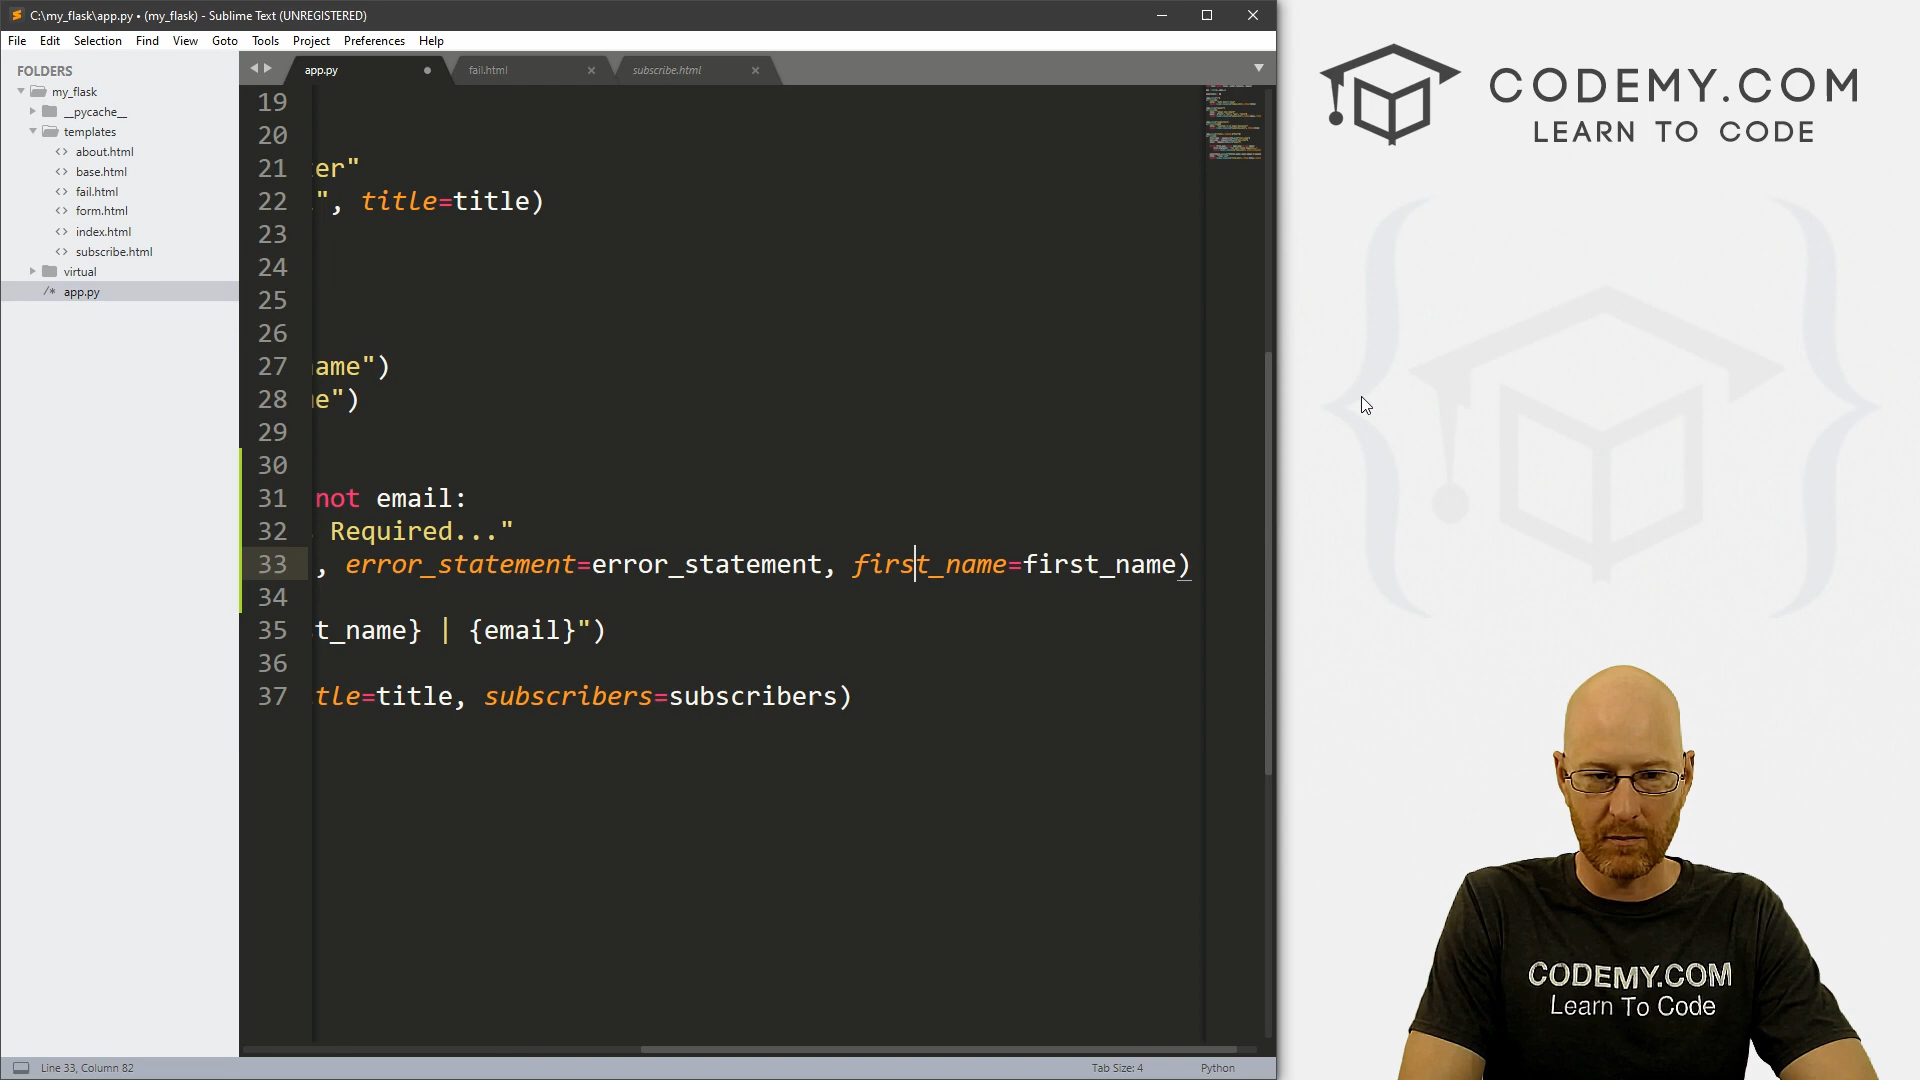 C:\my_flask\app.py • (my_flask) - Sublime Text (UNREGISTERED)
File Edit Selection Find View Goto Tools Project Preferences Help
FOLDERS
my_flask
__pycache__
templates
about.html
base.html
fail.html
form.html
index.html
subscribe.html
virtual
/* app.py
app.py
fail.html
subscribe.html
19
20
21 er"
22 ", title=title)
23
24
25
26
27 ame")
28 e")
29
30
31 not email:
32 Required..."
33 , error_statement=error_statement, first_name=first_name)
34
35 t_name} | {email}")
36
37 tle=title, subscribers=subscribers)
Line 33, Column 82
Tab Size: 4
Python
CODEMY.COM
LEARN TO CODE
CODEMY.COM
Learn To Code